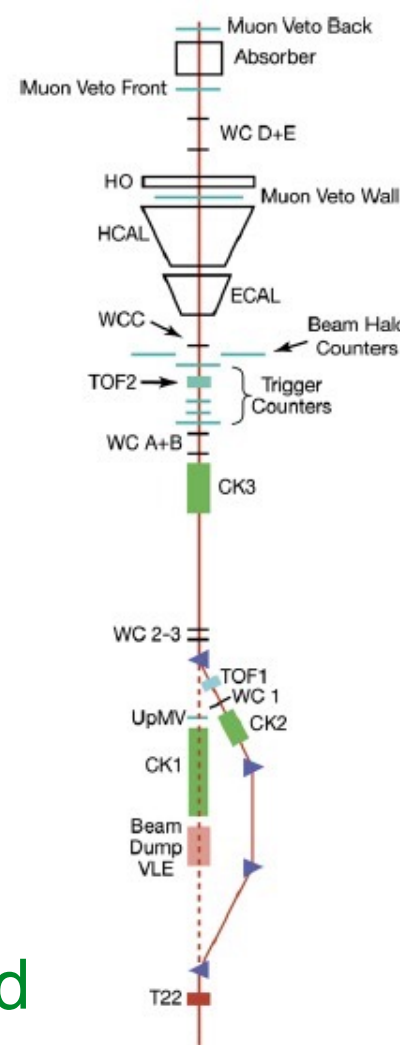 Muon Veto Back
Absorber
Muon Veto Front
WC D+E
HO
Muon Veto Wall
HCAL
ECAL
WCC
Beam Halo
Counters
TOF2
Trigger
Counters
WC A+B
CK3
WC 2-3
TOF1
WC 1
UpMV
CK2
CK1
Beam
Dump
VLE
d
T22